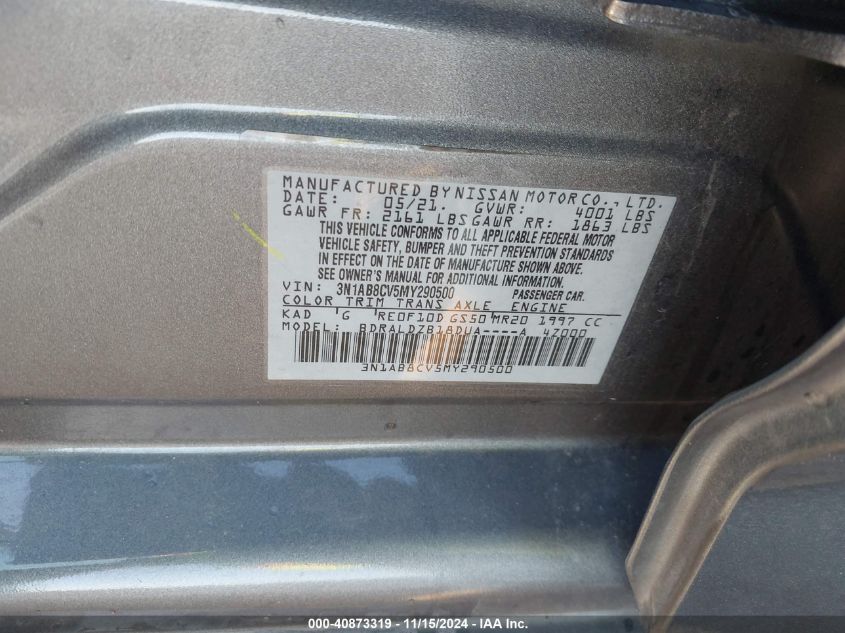 MANUFACTURED BY NISSAN MOTOR CO., LTD.
DATE: 05/21. GVWR: 4001 LBS
GAWR FR: 2161 LBS GAWR RR: 1863 LBS
THIS VEHICLE CONFORMS TO ALL APPLICABLE FEDERAL MOTOR
VEHICLE SAFETY, BUMPER AND THEFT PREVENTION STANDARDS
IN EFFECT ON THE DATE OF MANUFACTURE SHOWN ABOVE.
SEE OWNER'S MANUAL FOR ADDITIONAL INFORMATION.
VIN: 3N1AB8CV5MY290500 PASSENGER CAR.
COLOR TRIM TRANS AXLE ENGINE
KAD 'G 'RE0F10D GS50'MR20 1997 CC
MODEL: BDRALDZB18DUA----A 47000
3N1AB8CV5MY290500
000-40873319 - 11/15/2024 - IAA Inc.